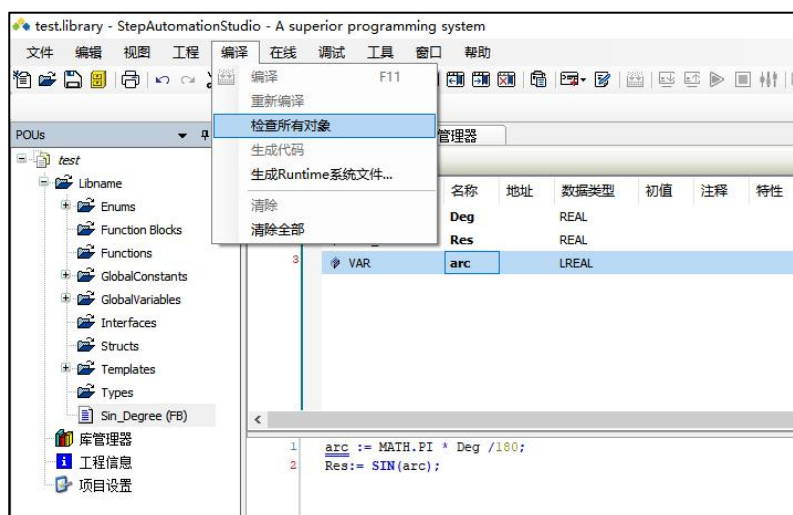 test.library - StepAutomationStudio - A superior programming system
文件 编辑 视图 工程 编译 在线 调试 工具 窗口 帮助
编译 F11
重新编译
检查所有对象
生成代码
生成Runtime系统文件...
清除
清除全部
POUs
管理器
test
Libname
Enums
Function Blocks
Functions
GlobalConstants
GlobalVariables
Interfaces
Structs
Templates
Types
Sin_Degree (FB)
库管理器
工程信息
项目设置
名称 地址 数据类型 初值 注释 特性
Deg REAL
Res REAL
3 VAR arc LREAL
1 arc := MATH.PI * Deg /180;
2 Res:= SIN(arc);